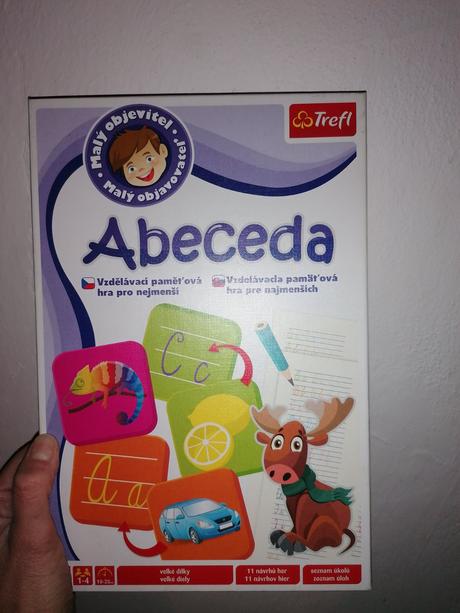 Malý objevitel
Malý objavovateľ
Trefl
Abeceda
Vzdělávací paměťová
hra pro nejmenší
Vzdelávacia pamäťová
hra pre najmenších
C c
A a
1-4
velké dílky
veľké diely
11 návrhů her
11 návrhov hier
seznam úkolů
zoznam úloh